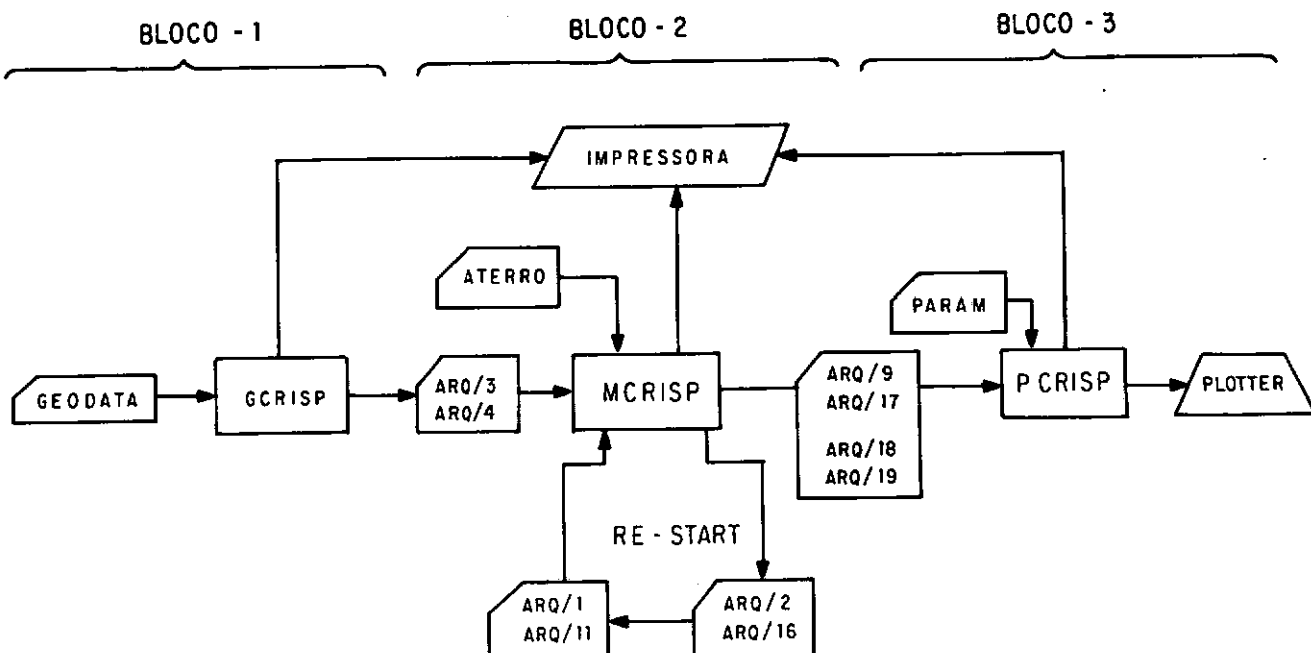 BLOCO - 1
BLOCO - 2
BLOCO - 3
IMPRESSORA
ATERRO
PARAM
GEODATA
GCRISP
ARQ/3
ARQ/4
MCRISP
ARQ/9
ARQ/17
ARQ/18
ARQ/19
PCRISP
PLOTTER
RE - START
ARQ/1
ARQ/11
ARQ/2
ARQ/16